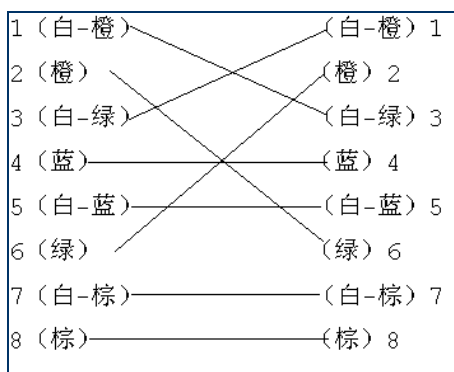 1（白-橙） （白-橙）1
2（橙） （橙）2
3（白-绿） （白-绿）3
4（蓝） （蓝）4
5（白-蓝） （白-蓝）5
6（绿） （绿）6
7（白-棕） （白-棕）7
8（棕） （棕）8